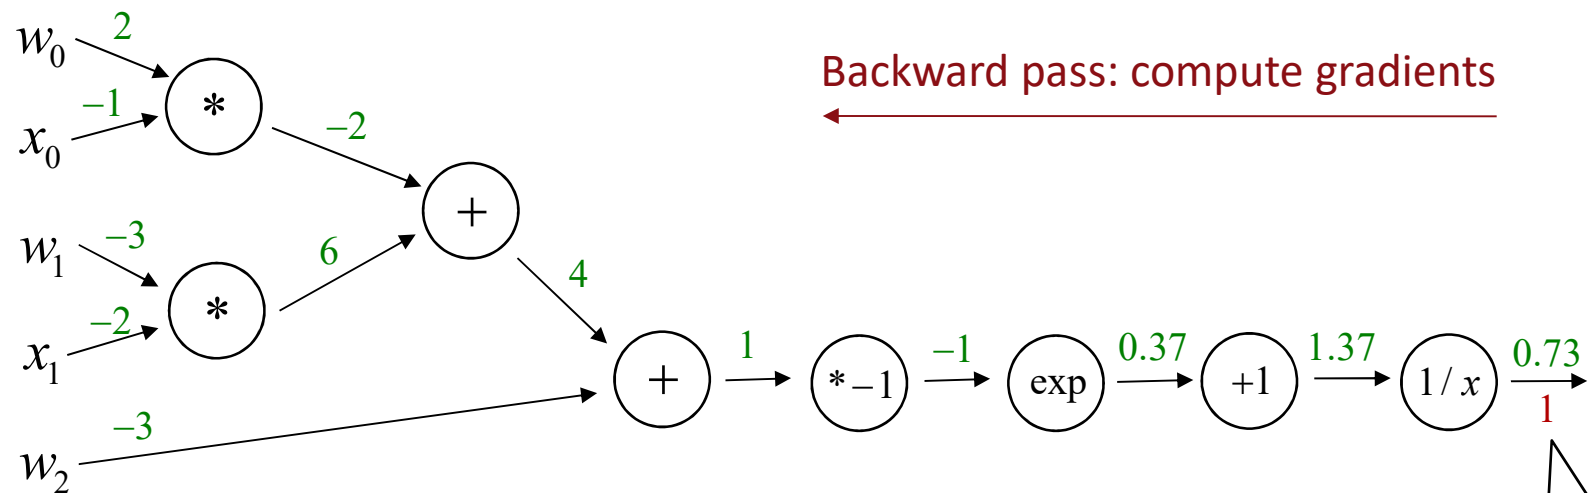 w₀ 2
* 
Backward pass: compute gradients
x₀ −1
−2
+
w₁ −3
6
*
4
x₁ −2
+ 1 *−1 −1 exp 0.37 +1 1.37 1/x 0.73
1
w₂ −3